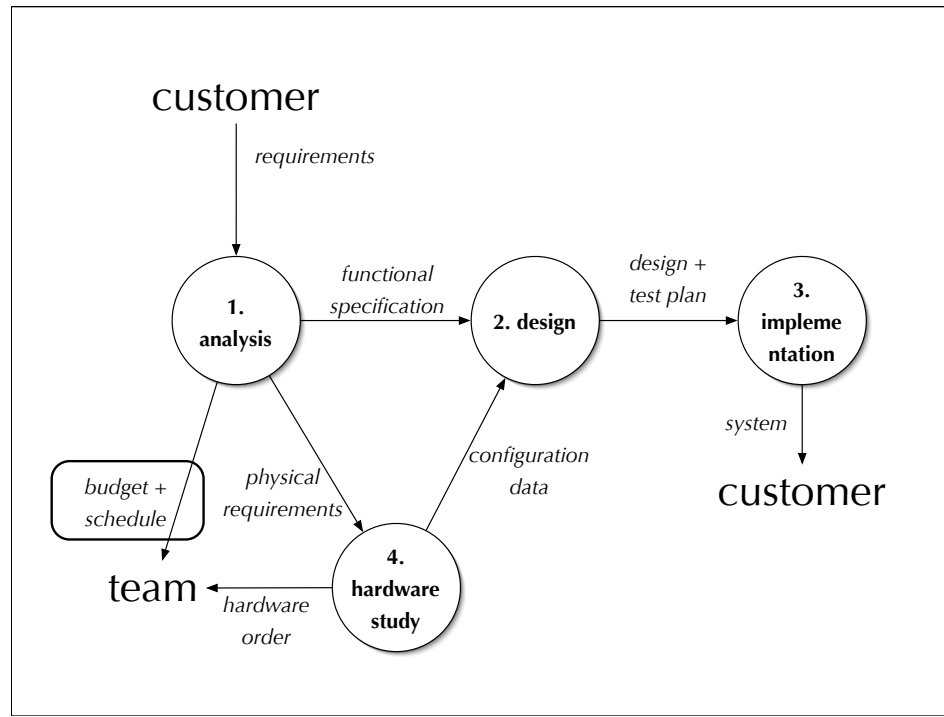 customer
requirements
functional
specification
design +
test plan
1.
analysis
2. design
3.
impleme
ntation
system
customer
budget +
schedule
physical
requirements
configuration
data
4.
hardware
study
team
hardware
order